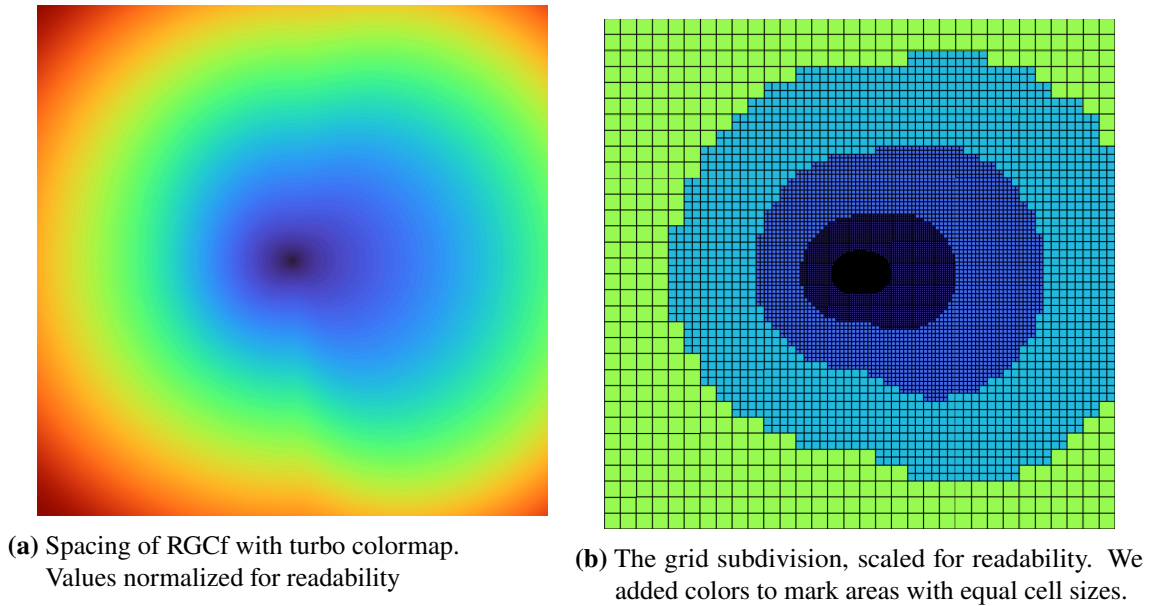 (a) Spacing of RGCf with turbo colormap.
Values normalized for readability
(b) The grid subdivision, scaled for readability. We
added colors to mark areas with equal cell sizes.